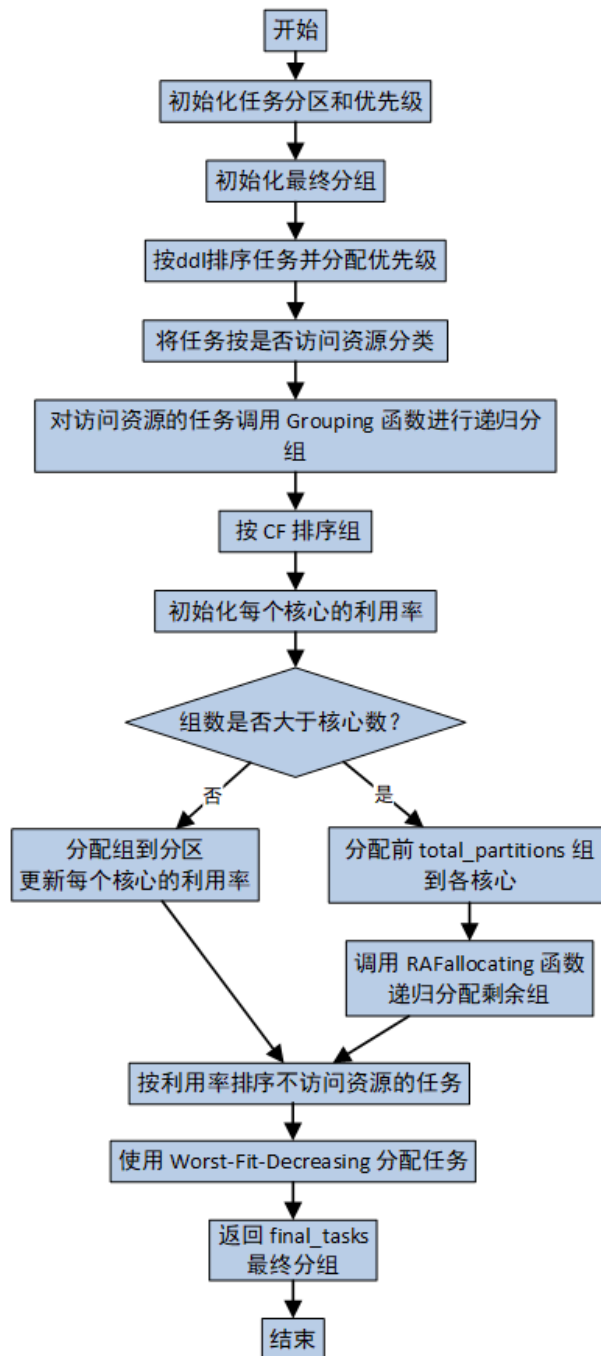 开始
初始化任务分区和优先级
初始化最终分组
按ddl排序任务并分配优先级
将任务按是否访问资源分类
对访问资源的任务调用 Grouping 函数进行递归分
组
按 CF 排序组
初始化每个核心的利用率
组数是否大于核心数?
否
是
分配组到分区
更新每个核心的利用率
分配前 total_partitions 组
到各核心
调用 RAFallocating 函数
递归分配剩余组
按利用率排序不访问资源的任务
使用 Worst-Fit-Decreasing 分配任务
返回 final_tasks
最终分组
结束